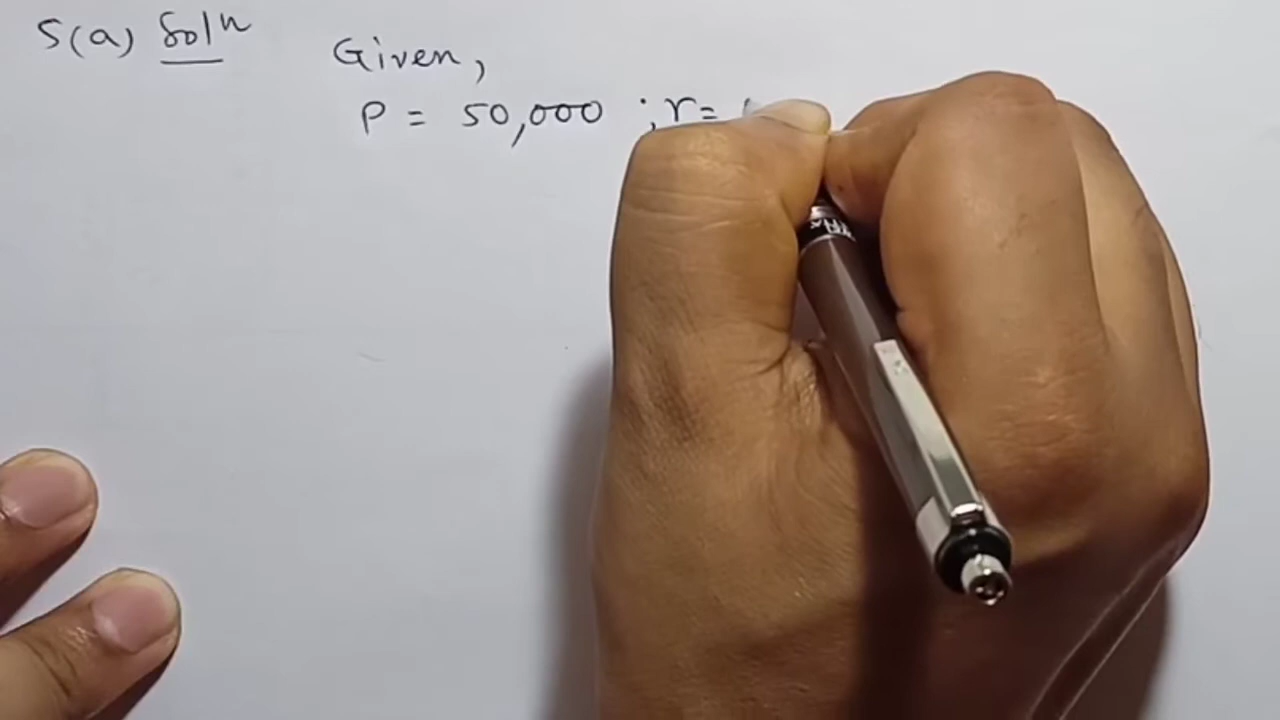 5(a) Solⁿ Given,
P = 50,000 ; r=